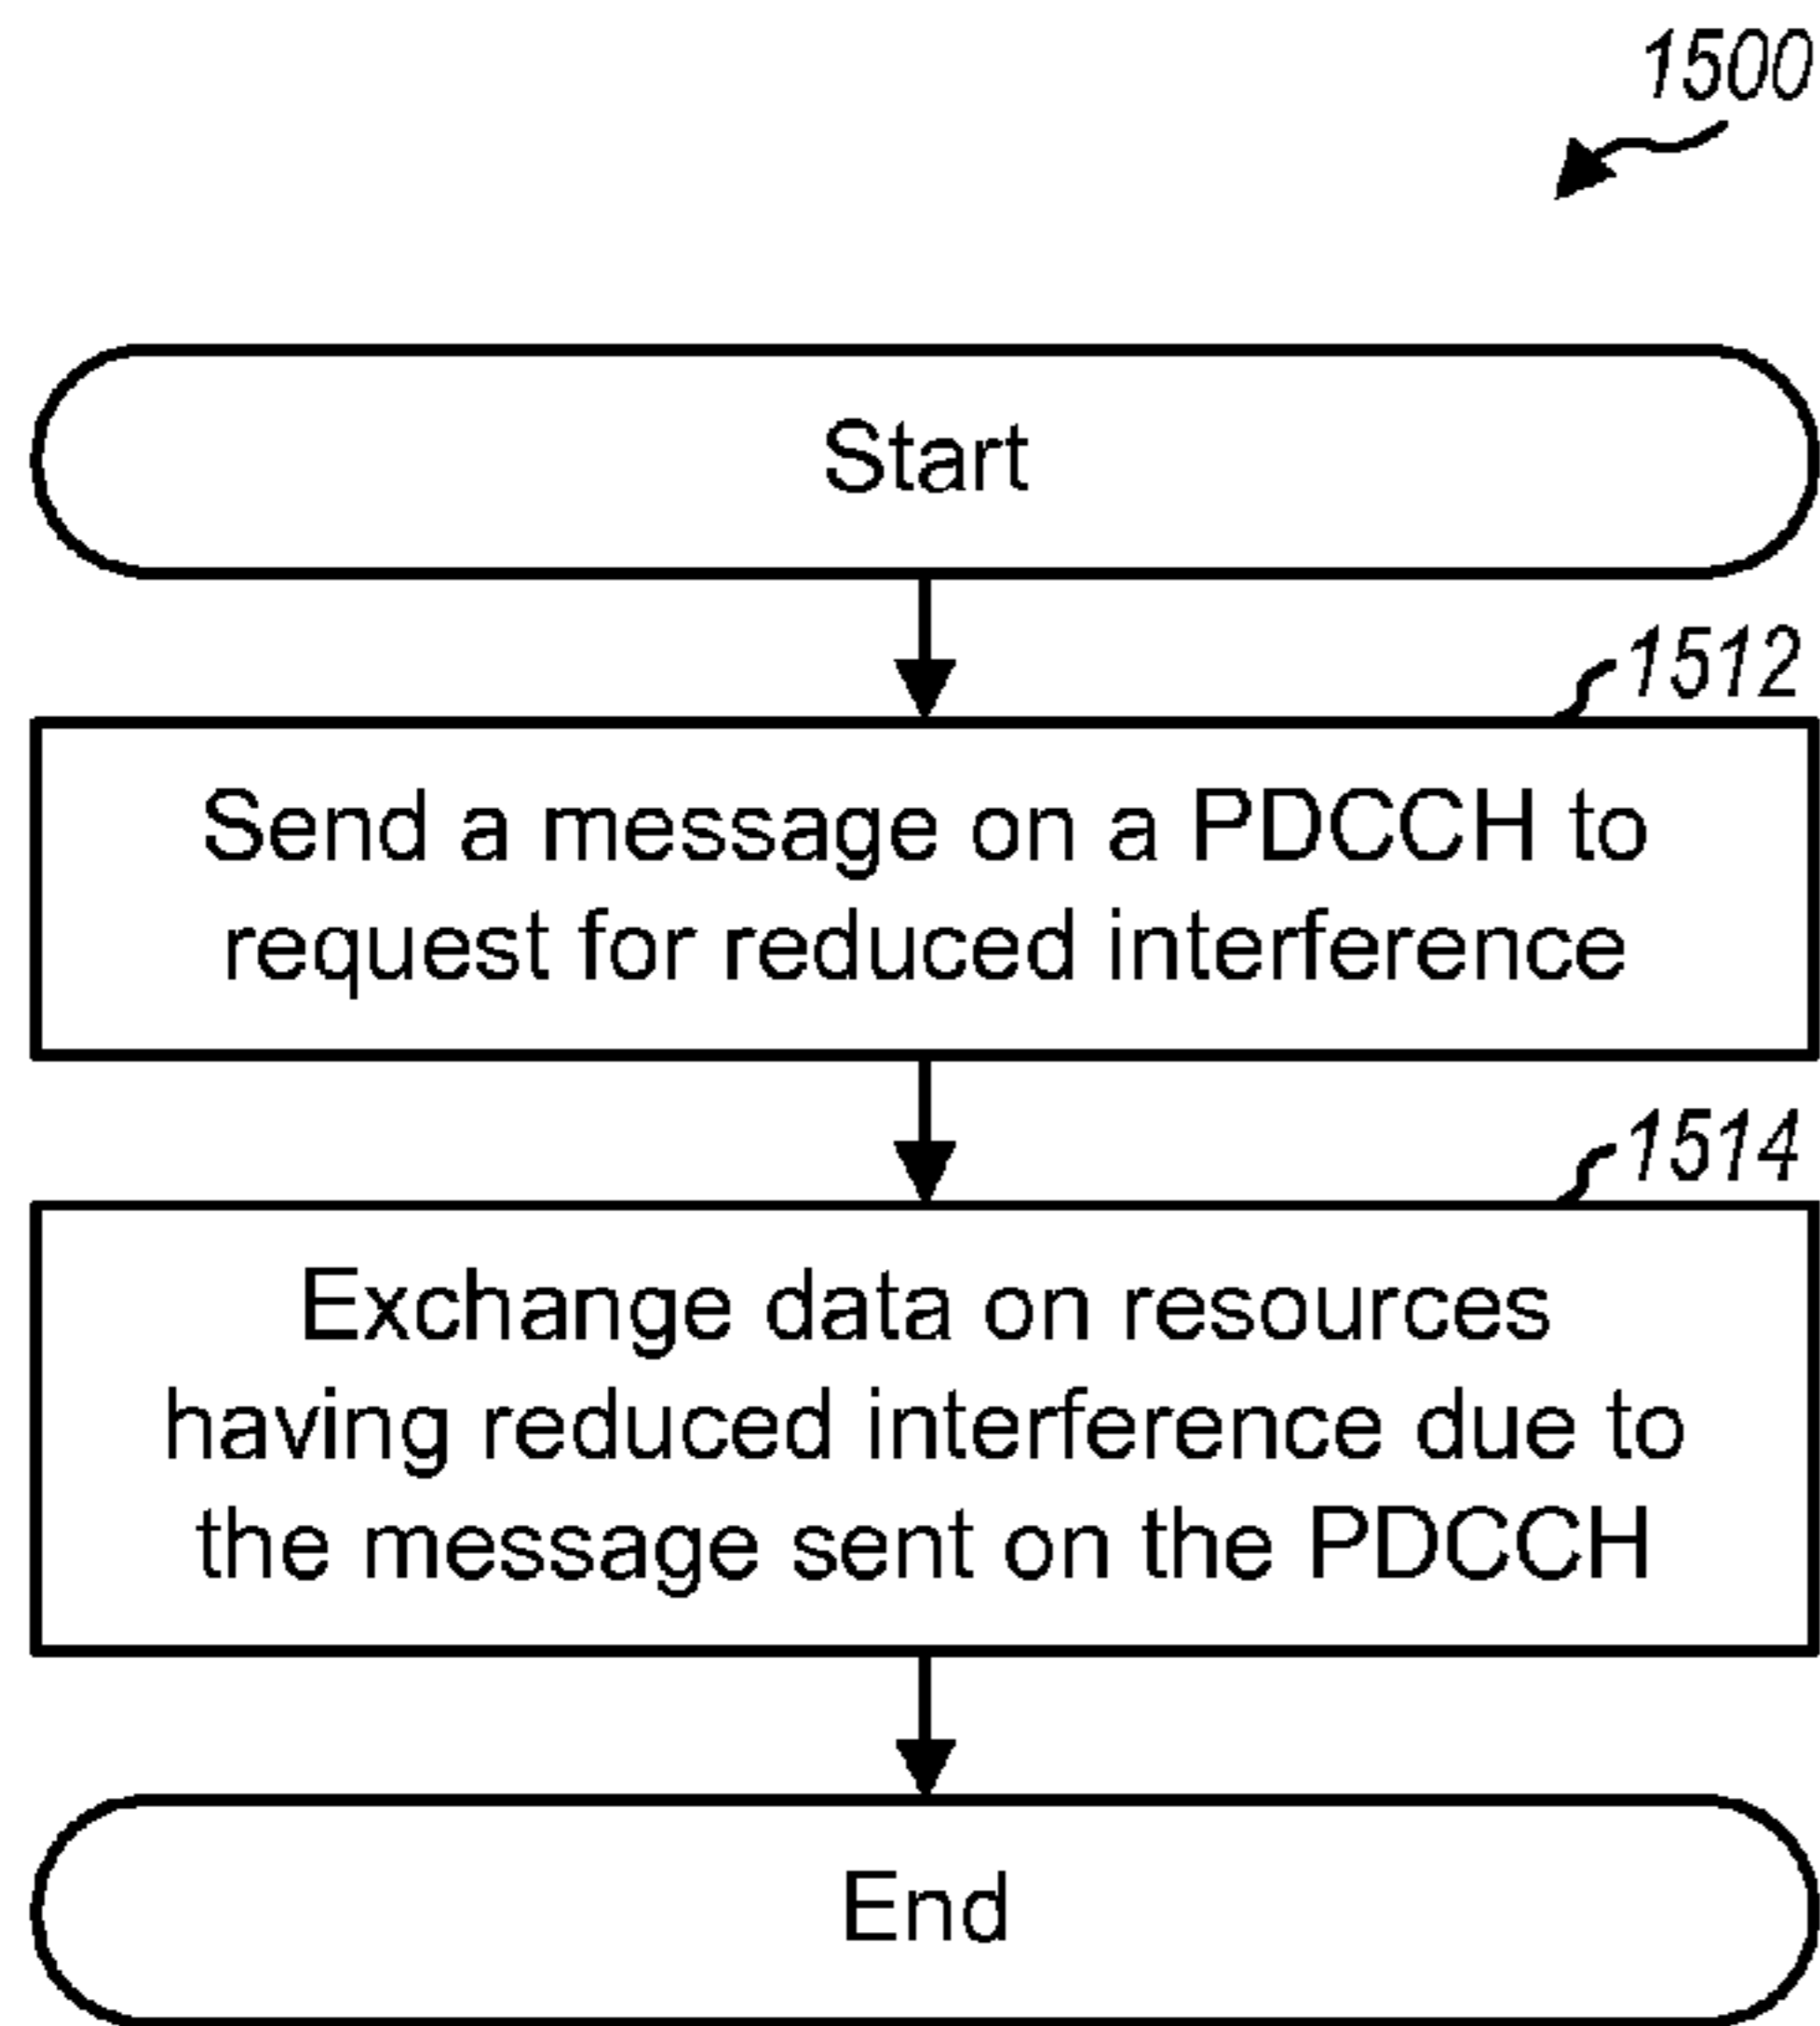 1500
Start
1512
Send a message on a PDCCH to
request for reduced interference
1514
Exchange data on resources
having reduced interference due to
the message sent on the PDCCH
End